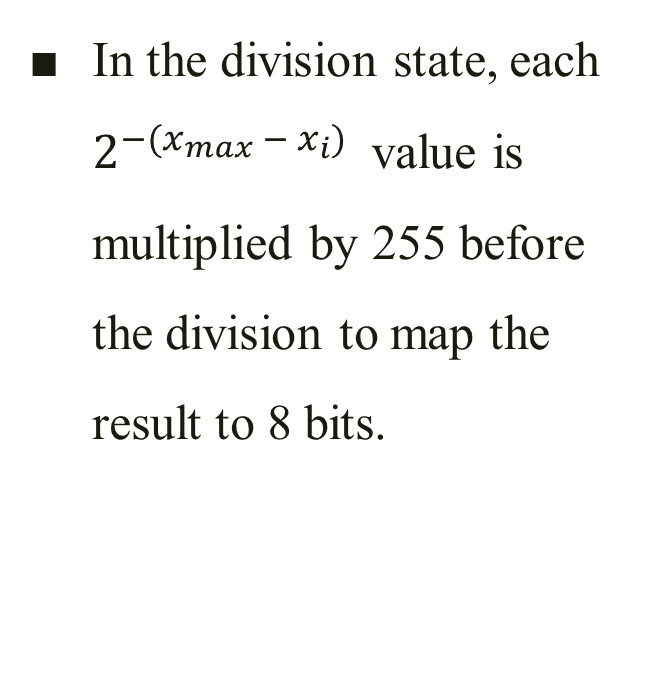 ■ In the division state, each
2^{-(x_{max} - x_i)} value is
multiplied by 255 before
the division to map the
result to 8 bits.